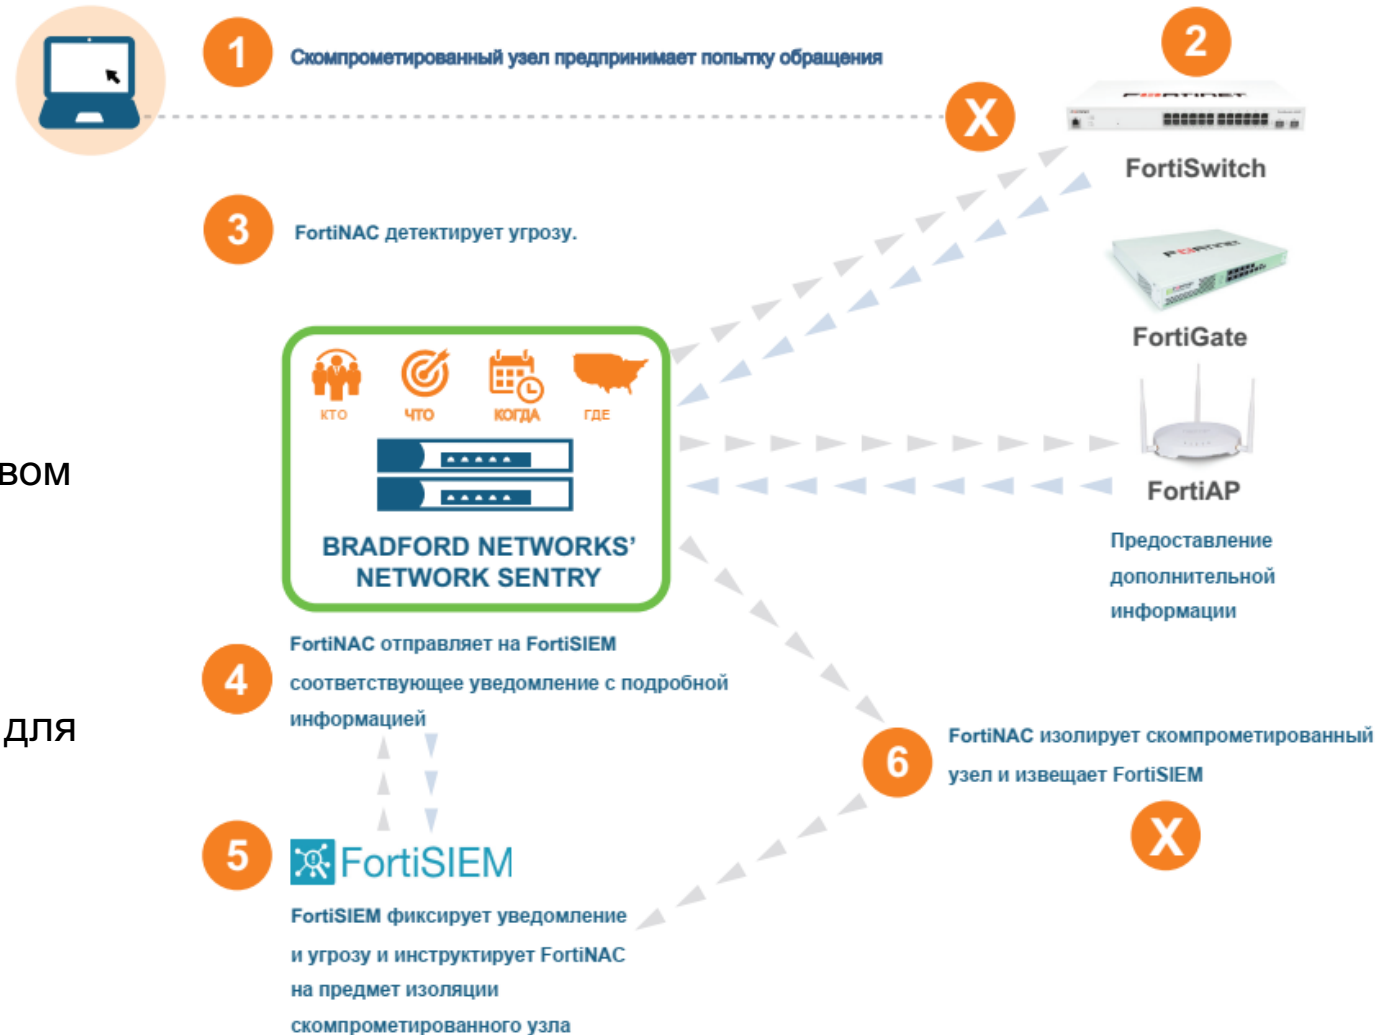 1
Скомпрометированный узел предпринимает попытку обращения
2
X
FORTINET
FortiSwitch
3
FortiNAC детектирует угрозу.
FORTINET
FortiGate
КТО
ЧТО
КОГДА
ГДЕ
вом
FortiAP
BRADFORD NETWORKS’
NETWORK SENTRY
Предоставление
дополнительной
информации
4
FortiNAC отправляет на FortiSIEM
соответствующее уведомление с подробной
информацией
для
6
FortiNAC изолирует скомпрометированный
узел и извещает FortiSIEM
X
5
FortiSIEM
FortiSIEM фиксирует уведомление
и угрозу и инструктирует FortiNAC
на предмет изоляции
скомпрометированного узла